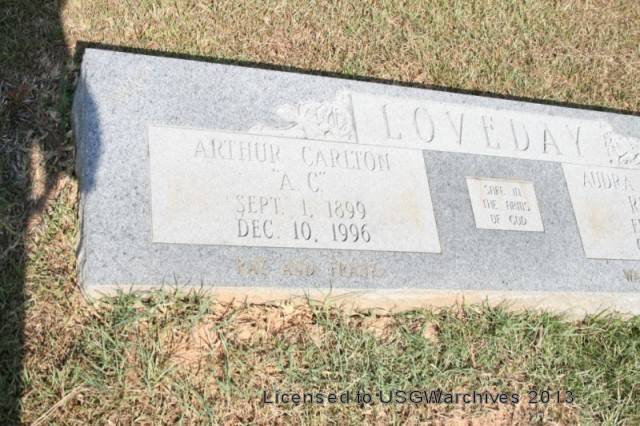 LOVEDAY
ARTHUR CARLTON
"A. C."
SEPT. 1, 1899
DEC. 10, 1996
SAFE IN
THE ARMS
OF GOD
AUDRA
AND
Licensed to USGWarchives 2013